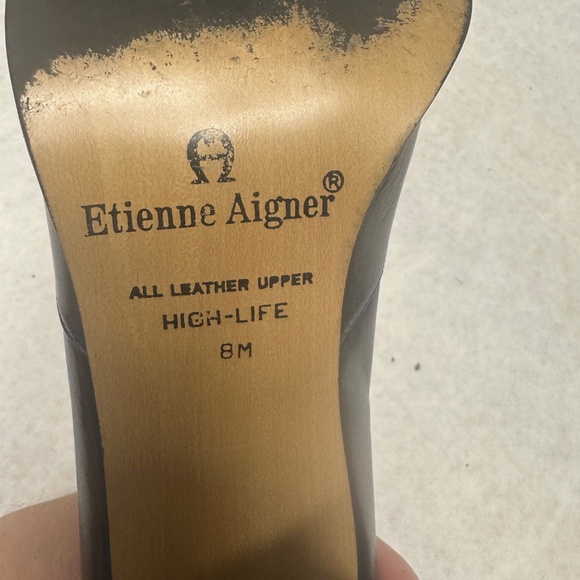 Etienne Aigner®
ALL LEATHER UPPER
HIGH-LIFE
8M